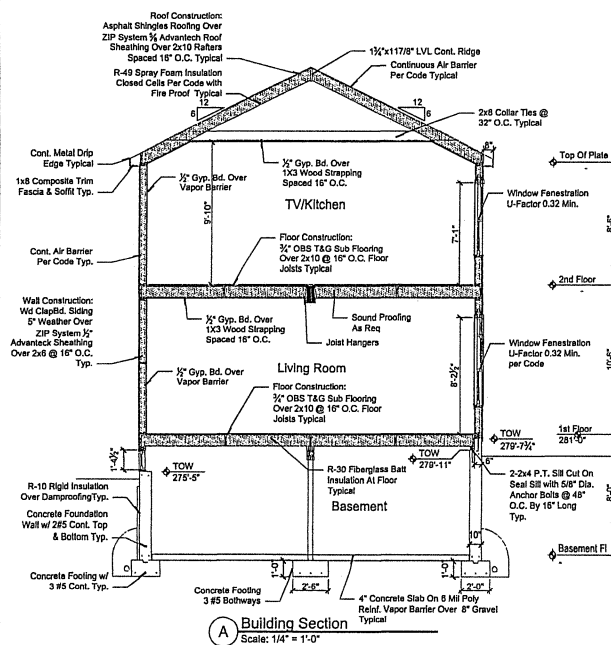 Roof Construction:
Asphalt Shingles Roofing Over
ZIP System ⅝ Advantech Roof
Sheathing Over 2x10 Rafters
Spaced 16" O.C. Typical
R-49 Spray Foam Insulation
Closed Cells Per Code with
Fire Proof Typical
1¾"x117/8" LVL Cont. Ridge
Continuous Air Barrier
Per Code Typical
12
6
12
6
2x8 Collar Ties @
32" O.C. Typical
8"
Cont. Metal Drip
Edge Typical
1x8 Composite Trim
Fascia & Soffit Typ.
½" Gyp. Bd. Over
Vapor Barrier
½" Gyp. Bd. Over
1X3 Wood Strapping
Spaced 16" O.C.
Top Of Plate
-
9'-10"
TV/Kitchen
7'-1"
Window Fenestration
U-Factor 0.32 Min.
8'-6"
Cont. Air Barrier
Per Code Typ.
Floor Construction:
¾" OBS T&G Sub Flooring
Over 2x10 @ 16" O.C. Floor
Joists Typical
2nd Floor
-
Wall Construction:
Wd ClapBd. Siding
5" Weather Over
ZIP System ½"
Advanteck Sheathing
Over 2x6 @ 16" O.C.
Typ.
½" Gyp. Bd. Over
1X3 Wood Strapping
Spaced 16" O.C.
Sound Proofing
As Req
Joist Hangers
Window Fenestration
U-Factor 0.32 Min.
per Code
10'-6"
½" Gyp. Bd. Over
Vapor Barrier
Living Room
8'-2½"
Floor Construction:
¾" OBS T&G Sub Flooring
Over 2x10 @ 16" O.C. Floor
Joists Typical
1st Floor
281'-0"
TOW
279'-7¾"
1'-0½"
TOW
275'-5"
R-30 Fiberglass Batt
Insulation At Floor
Typical
TOW
279'-11"
6"
2-2x4 P.T. Sill Cut On
Seal Sill with 5/8" Dia.
Anchor Bolts @ 48"
O.C. By 16" Long
Typ.
8'-0"
R-10 Rigid Insulation
Over DamproofingTyp.
Basement
Concrete Foundation
Wall w/ 2#5 Cont. Top
& Bottom Typ.
10"
Basement Fl
-
Concrete Footing w/
3 #5 Cont. Typ.
1'-0"
1'-0"
Concrete Footing
3 #5 Bothways
2'-6"
2'-0"
4" Concrete Slab On 6 Mil Poly
Reinf. Vapor Barrier Over 8" Gravel
Typical
A Building Section
Scale: 1/4" = 1'-0"